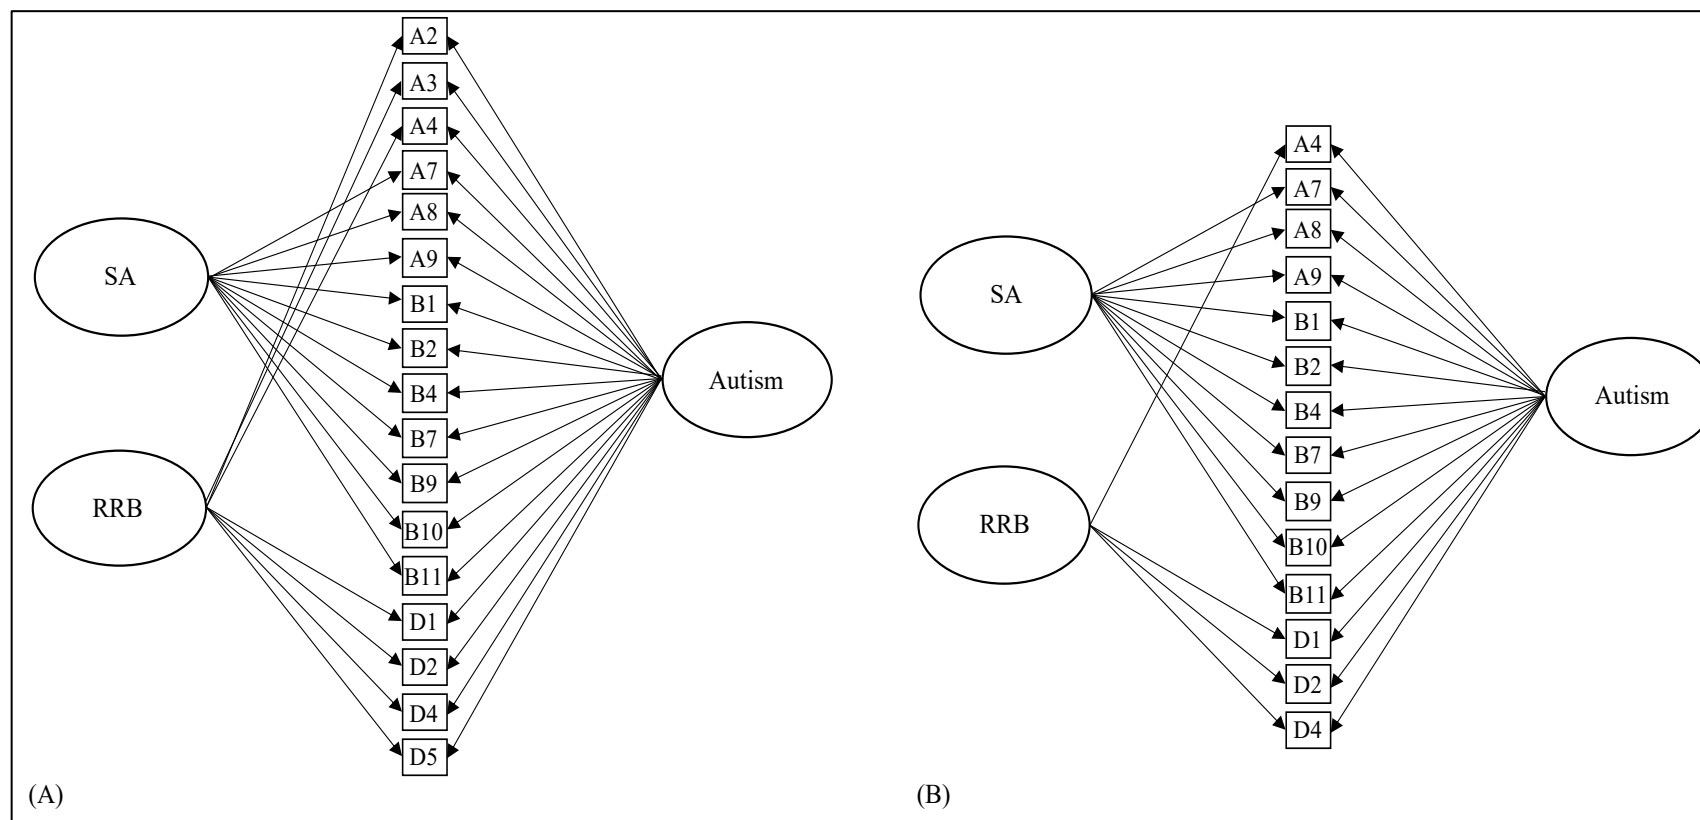 A2
A3
A4
A7
A8
A9
B1
B2
B4
B7
B9
B10
B11
D1
D2
D4
D5
SA
RRB
Autism
(A)
A4
A7
A8
A9
B1
B2
B4
B7
B9
B10
B11
D1
D2
D4
SA
RRB
Autism
(B)